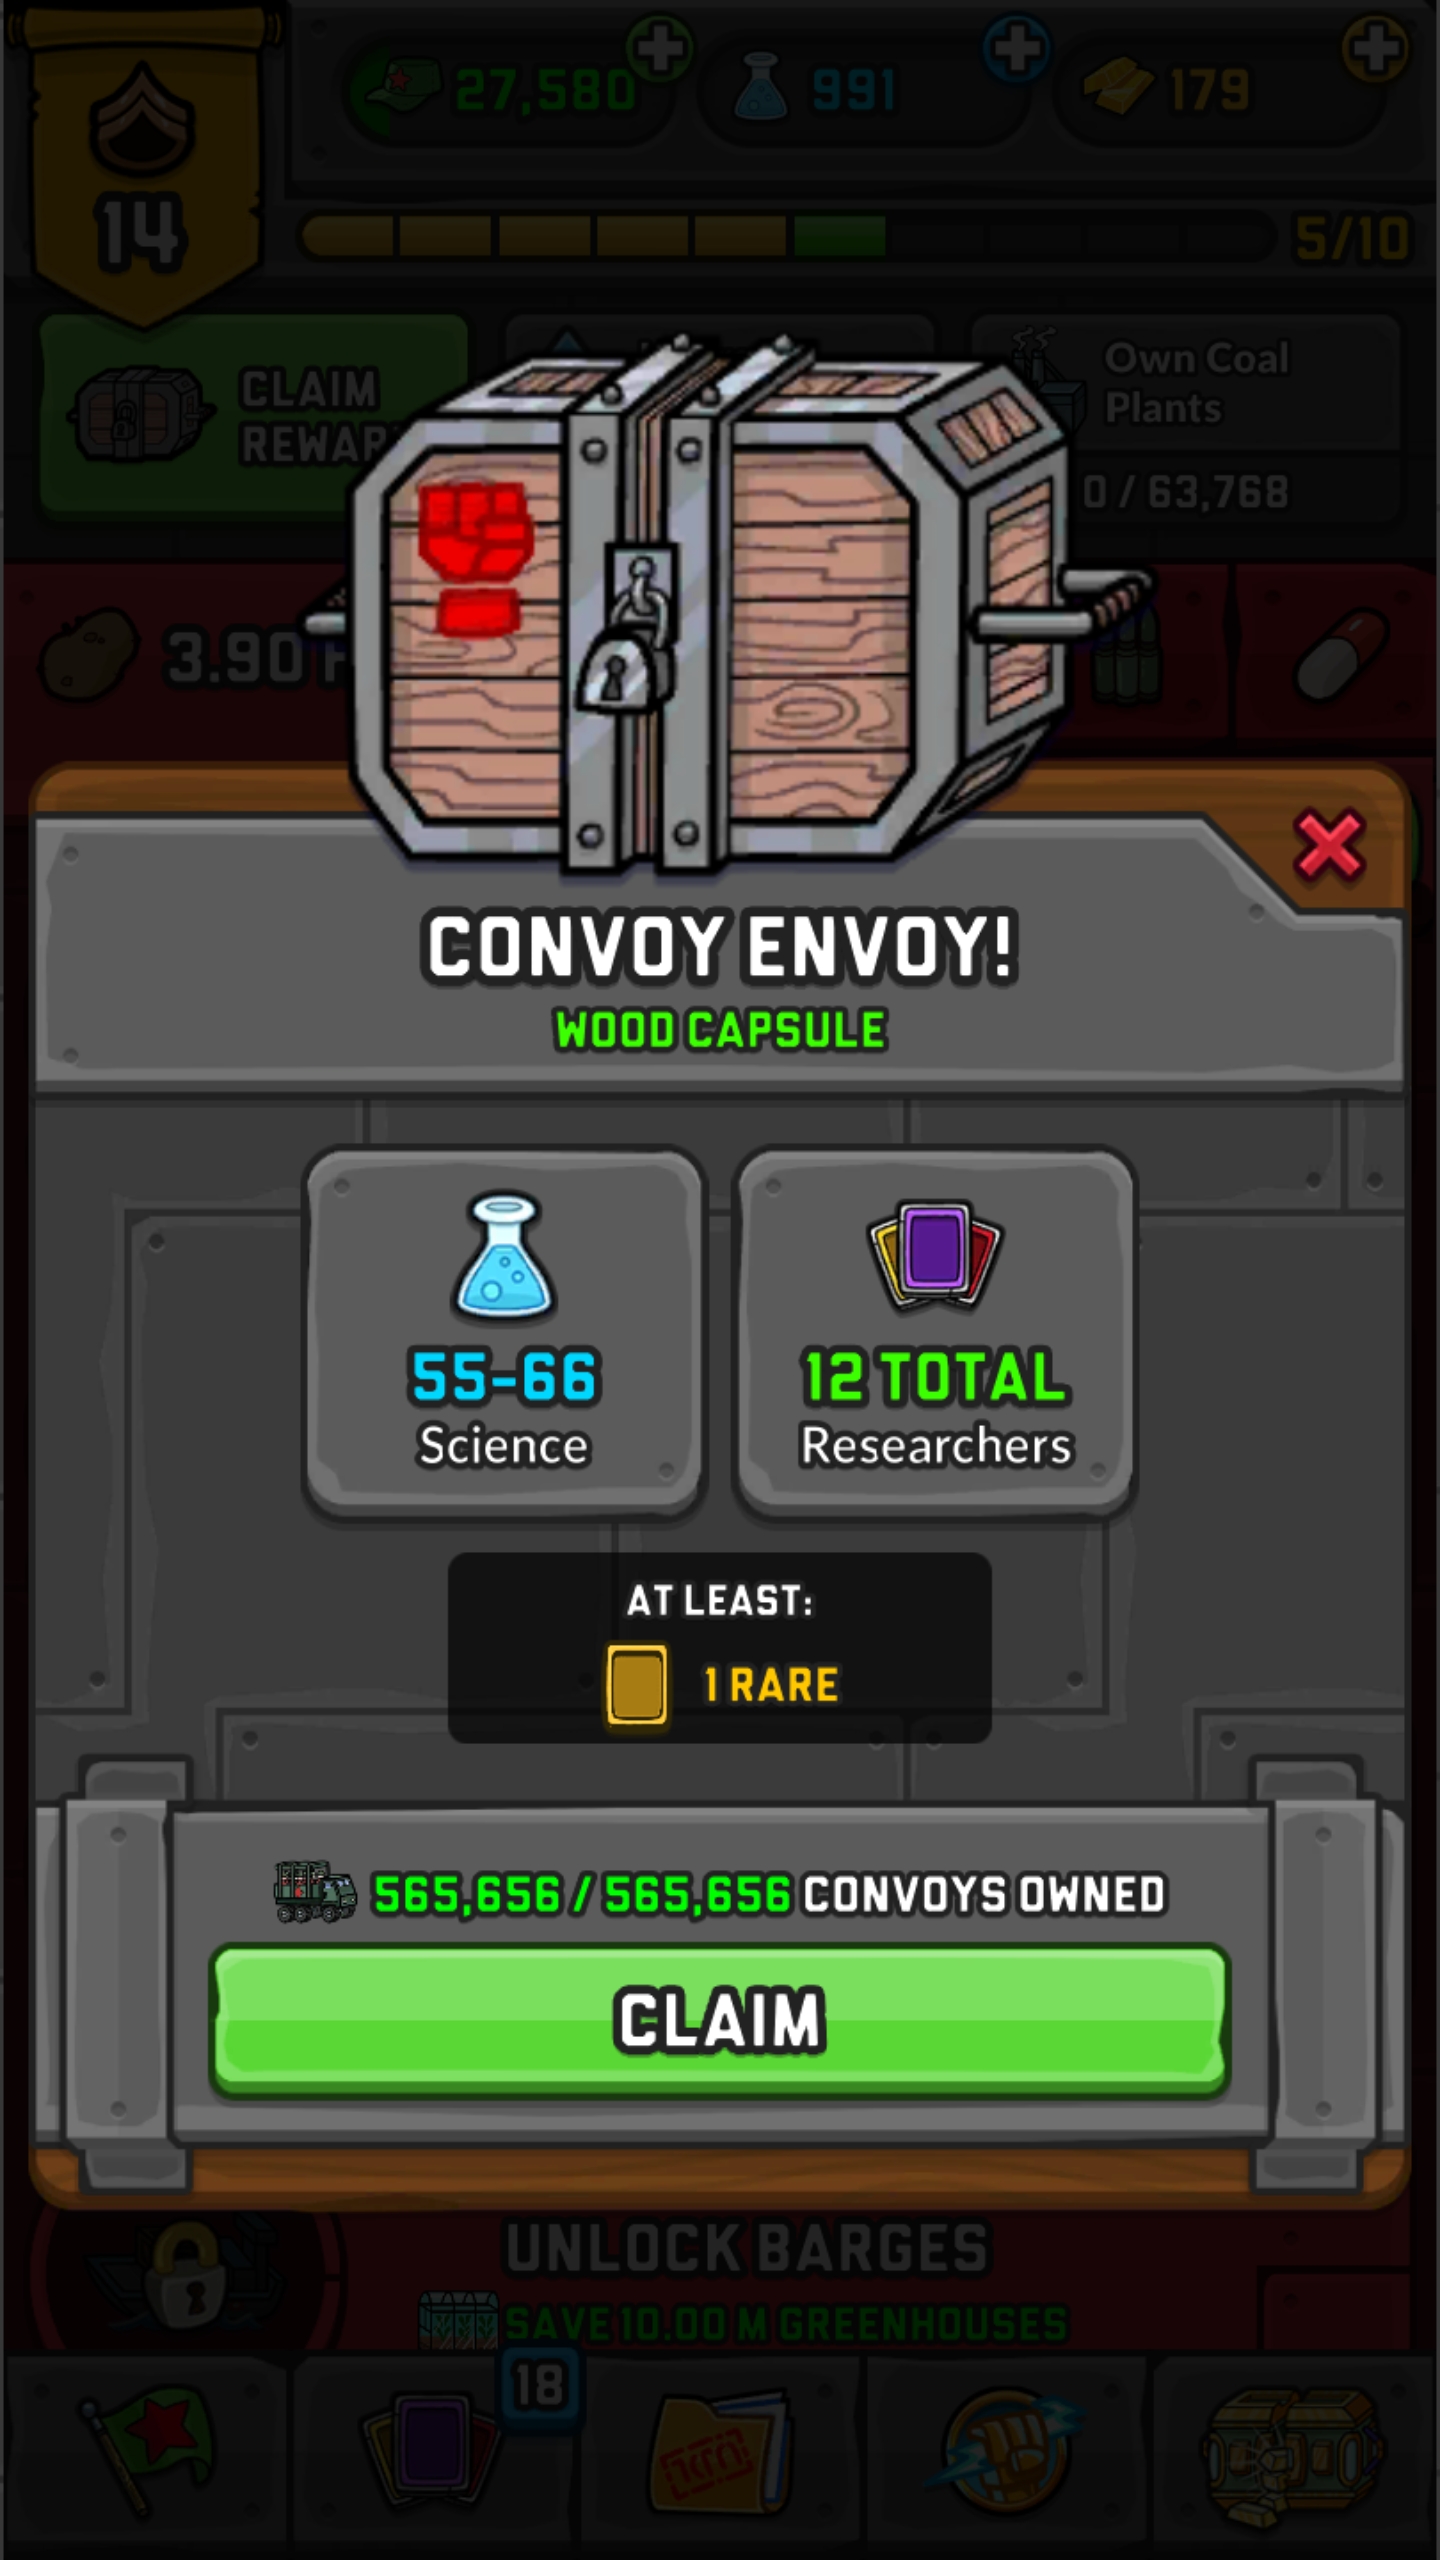 27,580
991
179
14
5/10
CLAIM
Own Coal
Plants
0 / 63,768
3.90
CONVOY ENVOY!
WOOD CAPSULE
55-66
Science
12 TOTAL
Researchers
AT LEAST:
1 RARE
565,656 / 565,656 CONVOYS OWNED
CLAIM
UNLOCK BARGES
SAVE 10.00 M GREENHOUSES
18